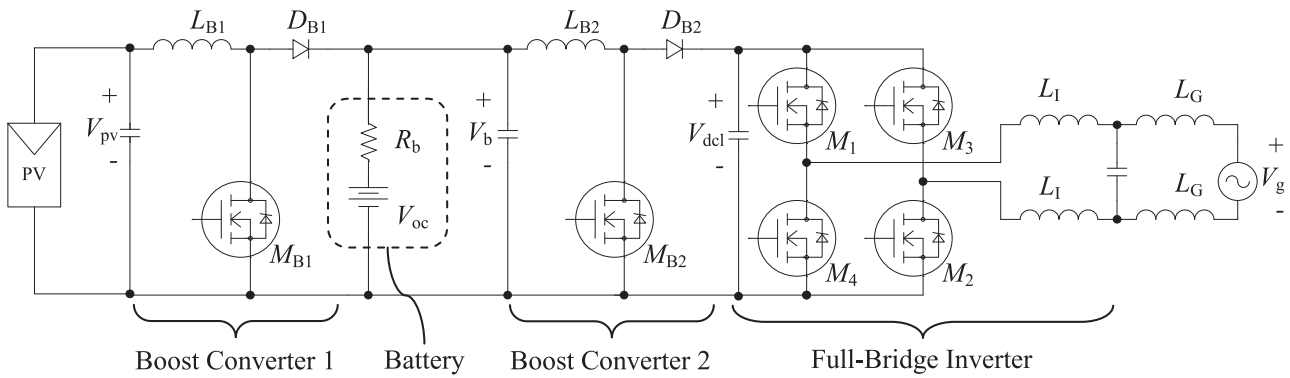 L_B1
D_B1
L_B2
D_B2
+
V_pv
-
PV
R_b
V_oc
M_B1
+
V_b
-
M_B2
+
V_dcl
-
M_1
M_3
M_4
M_2
L_I
L_G
L_I
L_G
+
V_g
-
Boost Converter 1
Battery
Boost Converter 2
Full-Bridge Inverter